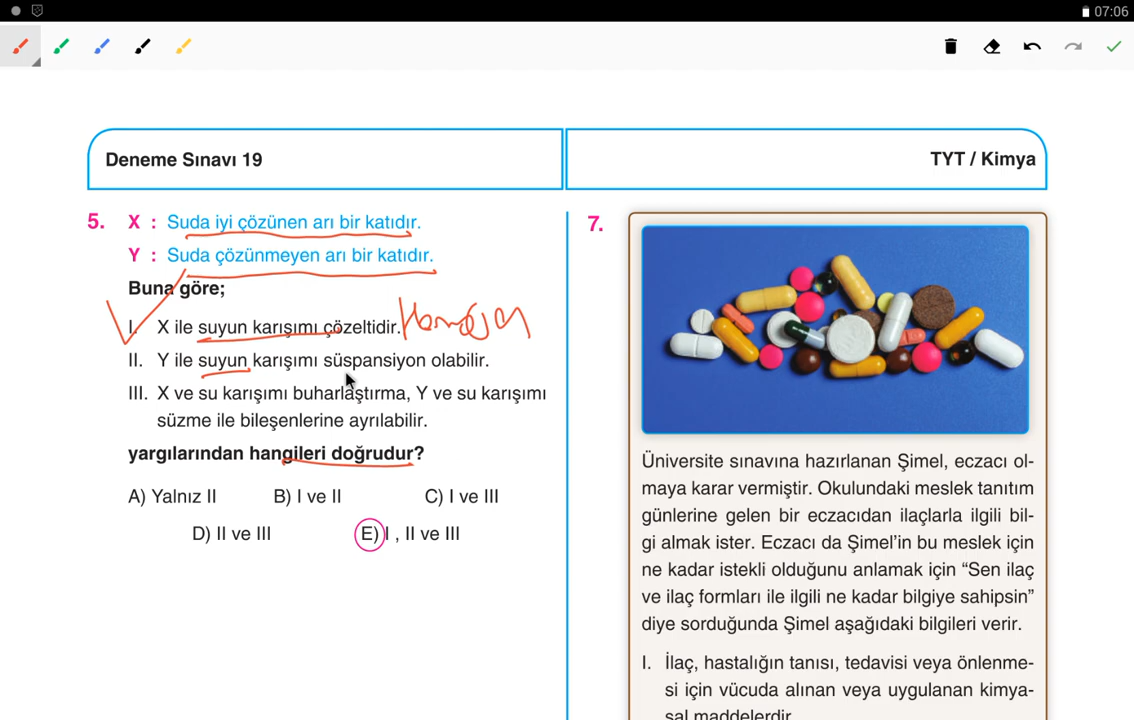 07:06
Deneme Sınavı 19
TYT / Kimya
5. X : Suda iyi çözünen arı bir katıdır.
Y : Suda çözünmeyen arı bir katıdır.
Buna göre;
I. X ile suyun karışımı çözeltidir. Homojen
II. Y ile suyun karışımı süspansiyon olabilir.
III. X ve su karışımı buharlaştırma, Y ve su karışımı
süzme ile bileşenlerine ayrılabilir.
yargılarından hangileri doğrudur?
A) Yalnız II B) I ve II C) I ve III
D) II ve III E) I , II ve III
7.
Üniversite sınavına hazırlanan Şimel, eczacı ol-
maya karar vermiştir. Okulundaki meslek tanıtım
günlerine gelen bir eczacıdan ilaçlarla ilgili bil-
gi almak ister. Eczacı da Şimel’in bu meslek için
ne kadar istekli olduğunu anlamak için “Sen ilaç
ve ilaç formları ile ilgili ne kadar bilgiye sahipsin”
diye sorduğunda Şimel aşağıdaki bilgileri verir.
I. İlaç, hastalığın tanısı, tedavisi veya önlenme-
si için vücuda alınan veya uygulanan kimya-
sal maddelerdir.